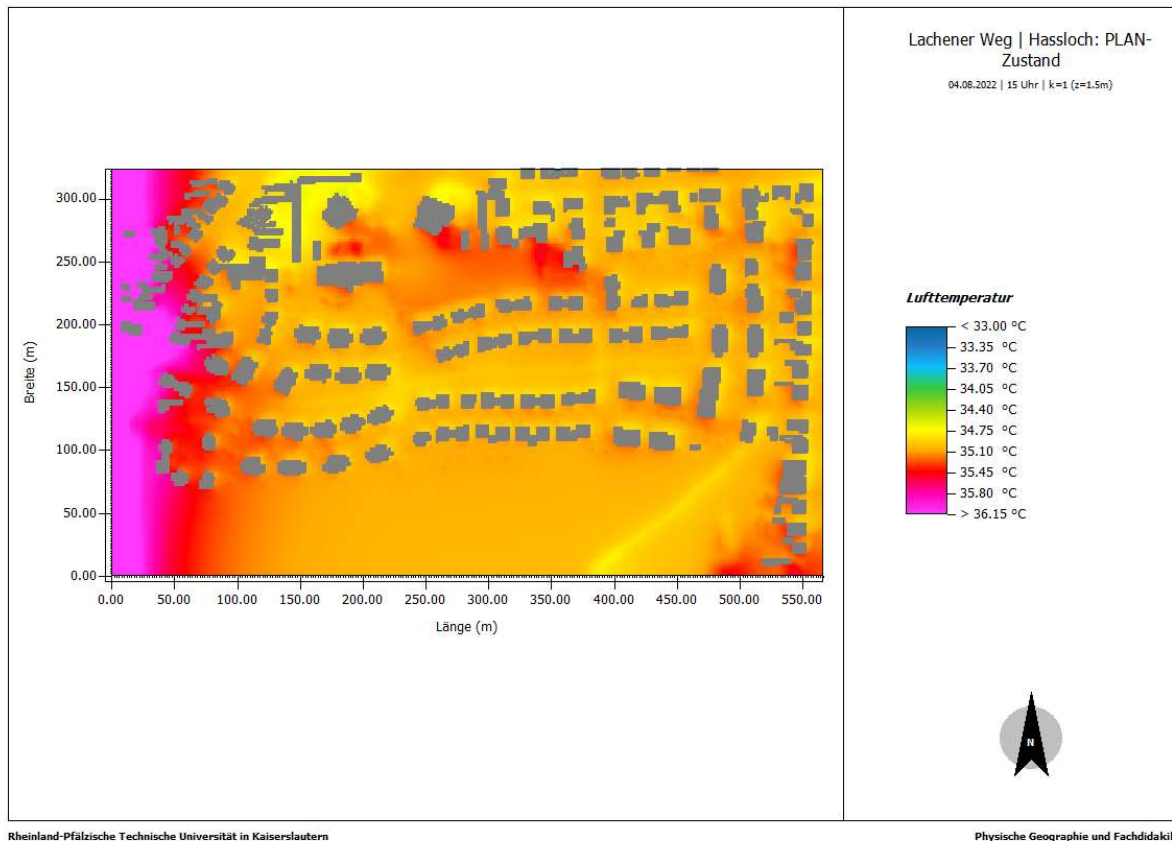 Lachener Weg | Hassloch: PLAN-
Zustand
04.08.2022 | 15 Uhr | k=1 (z=1.5m)
300.00
250.00
200.00
150.00
100.00
50.00
0.00
Breite (m)
0.00 50.00 100.00 150.00 200.00 250.00 300.00 350.00 400.00 450.00 500.00 550.00
Länge (m)
Lufttemperatur
< 33.00 °C
33.35 °C
33.70 °C
34.05 °C
34.40 °C
34.75 °C
35.10 °C
35.45 °C
35.80 °C
> 36.15 °C
N
Rheinland-Pfälzische Technische Universität in Kaiserslautern
Physische Geographie und Fachdidakil